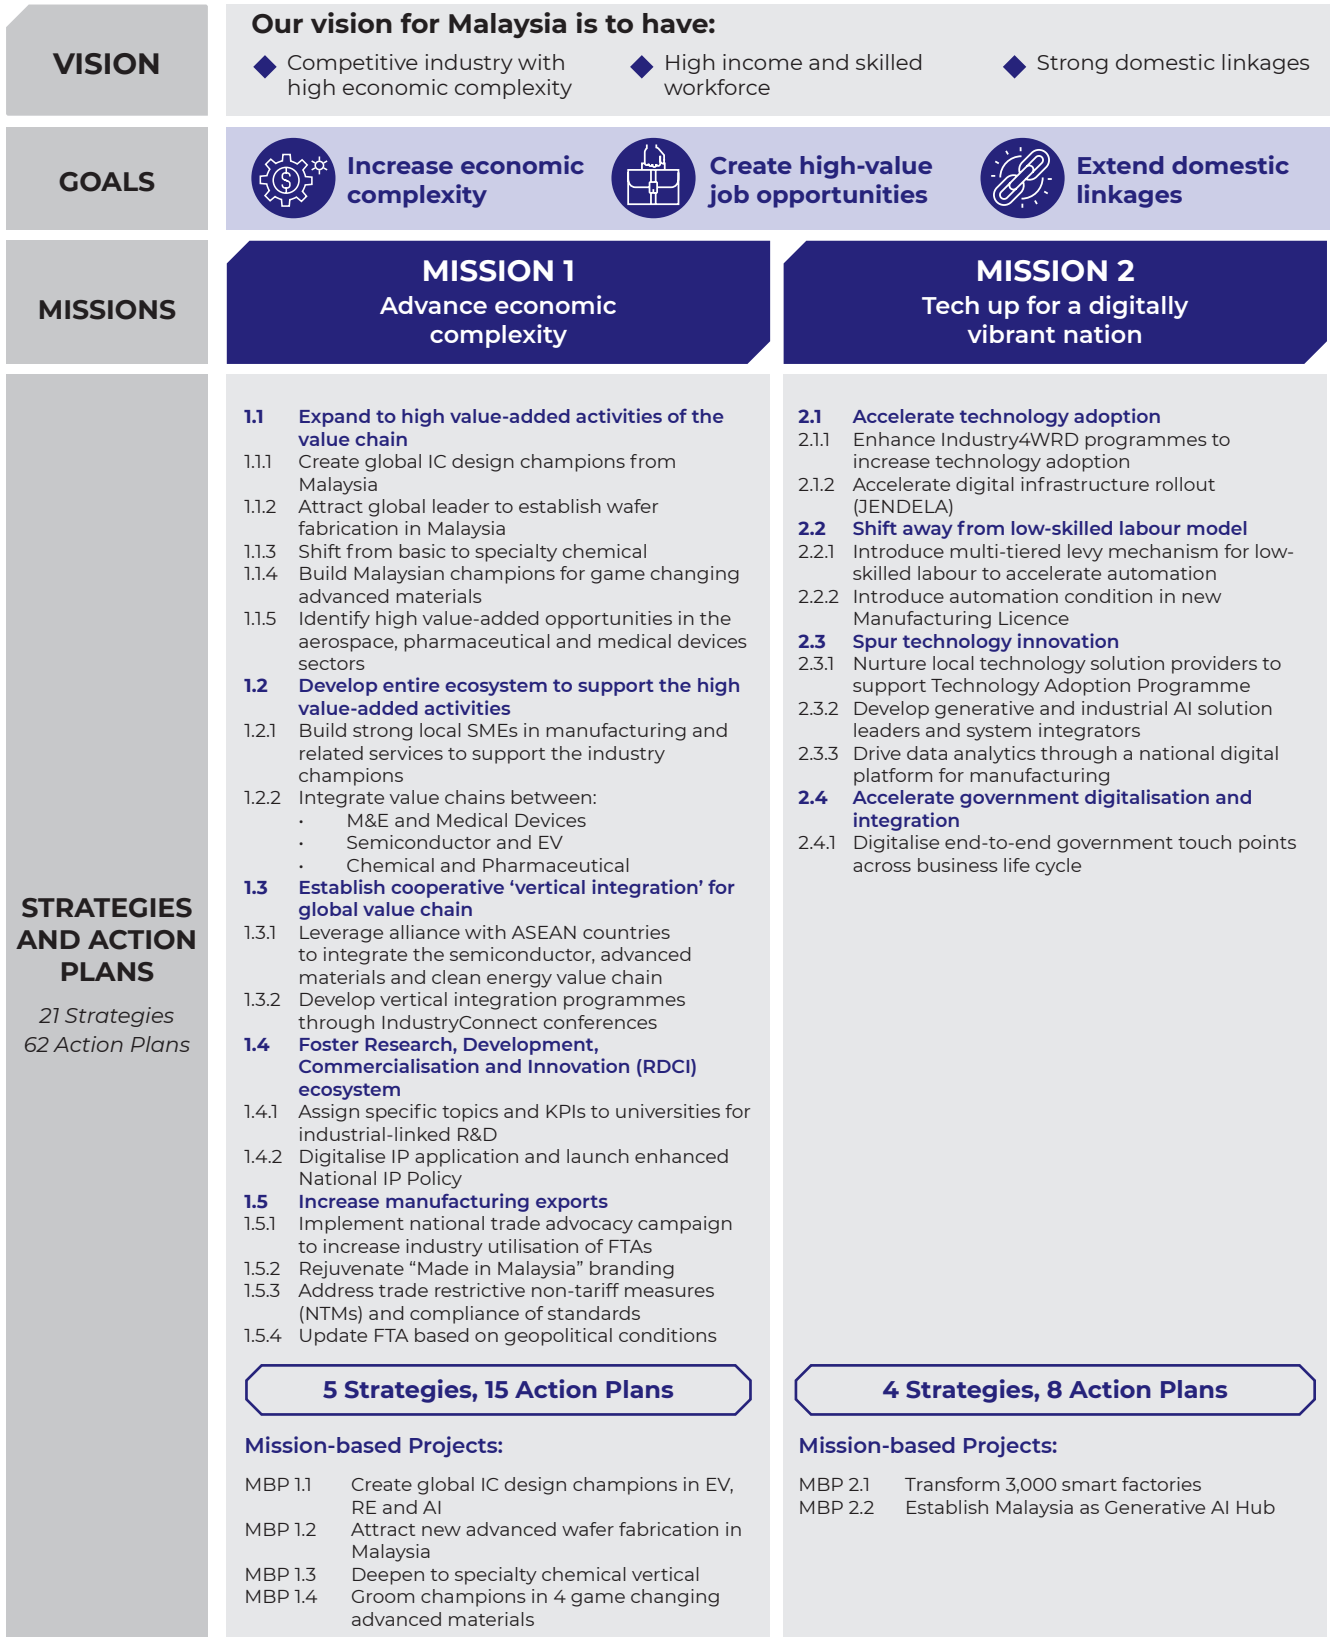 VISION
Our vision for Malaysia is to have:
Competitive industry with
high economic complexity
High income and skilled
workforce
Strong domestic linkages
GOALS
Increase economic
complexity
Create high-value
job opportunities
Extend domestic
linkages
MISSIONS
MISSION 1
Advance economic
complexity
MISSION 2
Tech up for a digitally
vibrant nation
STRATEGIES
AND ACTION
PLANS
21 Strategies
62 Action Plans
1.1 Expand to high value-added activities of the
value chain
1.1.1 Create global IC design champions from
Malaysia
1.1.2 Attract global leader to establish wafer
fabrication in Malaysia
1.1.3 Shift from basic to specialty chemical
1.1.4 Build Malaysian champions for game changing
advanced materials
1.1.5 Identify high value-added opportunities in the
aerospace, pharmaceutical and medical devices
sectors
1.2 Develop entire ecosystem to support the high
value-added activities
1.2.1 Build strong local SMEs in manufacturing and
related services to support the industry
champions
1.2.2 Integrate value chains between:
• M&E and Medical Devices
• Semiconductor and EV
• Chemical and Pharmaceutical
1.3 Establish cooperative ‘vertical integration’ for
global value chain
1.3.1 Leverage alliance with ASEAN countries
to integrate the semiconductor, advanced
materials and clean energy value chain
1.3.2 Develop vertical integration programmes
through IndustryConnect conferences
1.4 Foster Research, Development,
Commercialisation and Innovation (RDCI)
ecosystem
1.4.1 Assign specific topics and KPIs to universities for
industrial-linked R&D
1.4.2 Digitalise IP application and launch enhanced
National IP Policy
1.5 Increase manufacturing exports
1.5.1 Implement national trade advocacy campaign
to increase industry utilisation of FTAs
1.5.2 Rejuvenate “Made in Malaysia” branding
1.5.3 Address trade restrictive non-tariff measures
(NTMs) and compliance of standards
1.5.4 Update FTA based on geopolitical conditions
5 Strategies, 15 Action Plans
Mission-based Projects:
MBP 1.1 Create global IC design champions in EV,
RE and AI
MBP 1.2 Attract new advanced wafer fabrication in
Malaysia
MBP 1.3 Deepen to specialty chemical vertical
MBP 1.4 Groom champions in 4 game changing
advanced materials
2.1 Accelerate technology adoption
2.1.1 Enhance Industry4WRD programmes to
increase technology adoption
2.1.2 Accelerate digital infrastructure rollout
(JENDELA)
2.2 Shift away from low-skilled labour model
2.2.1 Introduce multi-tiered levy mechanism for low-
skilled labour to accelerate automation
2.2.2 Introduce automation condition in new
Manufacturing Licence
2.3 Spur technology innovation
2.3.1 Nurture local technology solution providers to
support Technology Adoption Programme
2.3.2 Develop generative and industrial AI solution
leaders and system integrators
2.3.3 Drive data analytics through a national digital
platform for manufacturing
2.4 Accelerate government digitalisation and
integration
2.4.1 Digitalise end-to-end government touch points
across business life cycle
4 Strategies, 8 Action Plans
Mission-based Projects:
MBP 2.1 Transform 3,000 smart factories
MBP 2.2 Establish Malaysia as Generative AI Hub